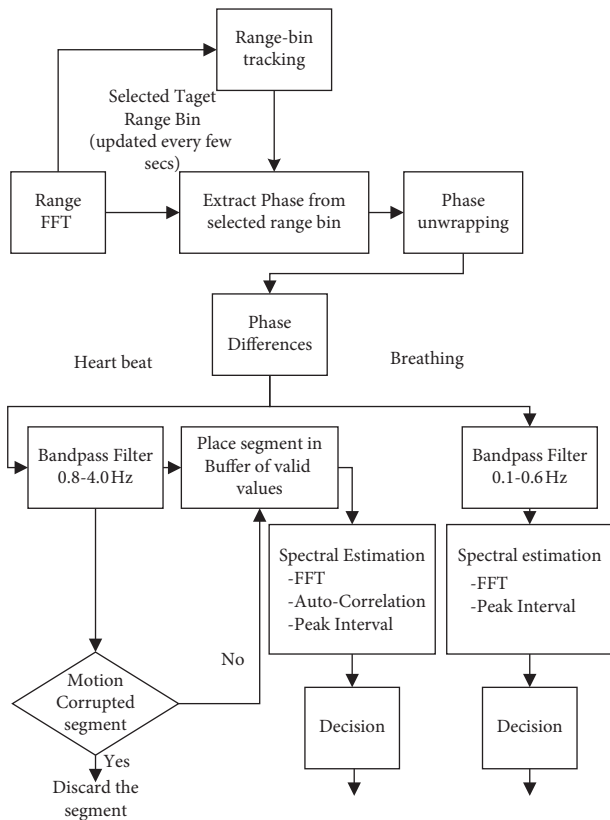 Range-bin
tracking
Selected Taget
Range Bin
(updated every few
secs)
Range
FFT
Extract Phase from
selected range bin
Phase
unwrapping
Phase
Differences
Heart beat
Breathing
Bandpass Filter
0.8-4.0 Hz
Place segment in
Buffer of valid
values
Bandpass Filter
0.1-0.6 Hz
Spectral Estimation
-FFT
-Auto-Correlation
-Peak Interval
Spectral estimation
-FFT
-Peak Interval
No
Motion
Corrupted
segment
Decision
Decision
Yes
Discard the
segment